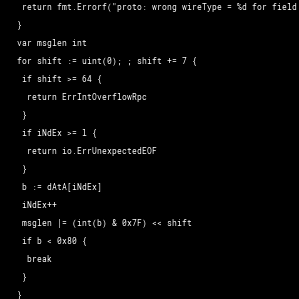 return fmt.Errorf("proto: wrong wireType = %d for field
}
var msglen int
for shift := uint(0); ; shift += 7 {
if shift >= 64 {
return ErrIntOverflowRpc
}
if iNdEx >= l {
return io.ErrUnexpectedEOF
}
b := dAtA[iNdEx]
iNdEx++
msglen |= (int(b) & 0x7F) << shift
if b < 0x80 {
break
}
}